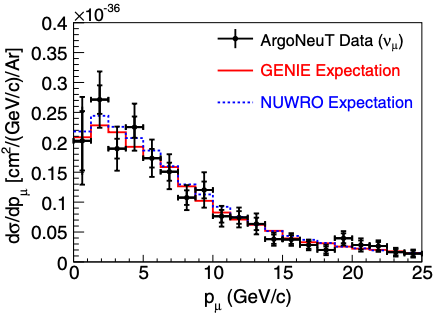 ×10⁻³⁶
0.4
0.35
0.3
0.25
0.2
0.15
0.1
0.05
0
dσ/dpμ [cm²/(GeV/c)/Ar]
ArgoNeuT Data (νμ)
GENIE Expectation
NUWRO Expectation
0 5 10 15 20 25
pμ (GeV/c)